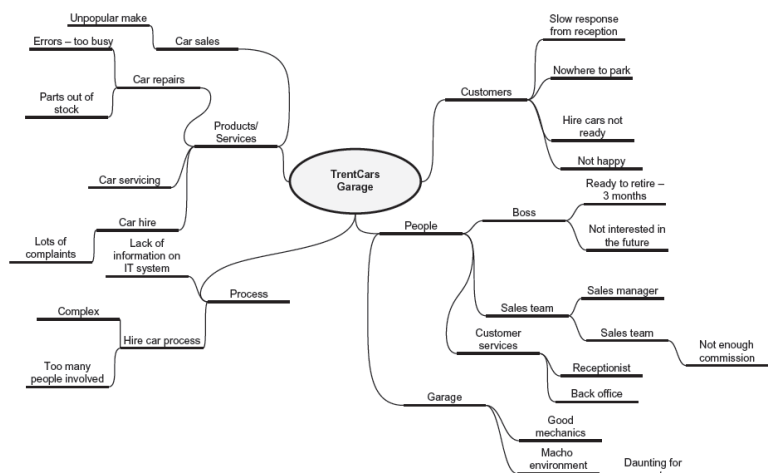 Unpopular make
Car sales
Errors – too busy
Car repairs
Parts out of
stock
Products/
Services
Car servicing
Car hire
Lots of
complaints
Lack of
information on
IT system
Process
Complex
Hire car process
Too many
people involved
TrentCars
Garage
Slow response
from reception
Nowhere to park
Customers
Hire cars not
ready
Not happy
Ready to retire –
3 months
Boss
People
Not interested in
the future
Sales manager
Sales team
Sales team
Not enough
commission
Customer
services
Receptionist
Back office
Garage
Good
mechanics
Macho
environment
Daunting for